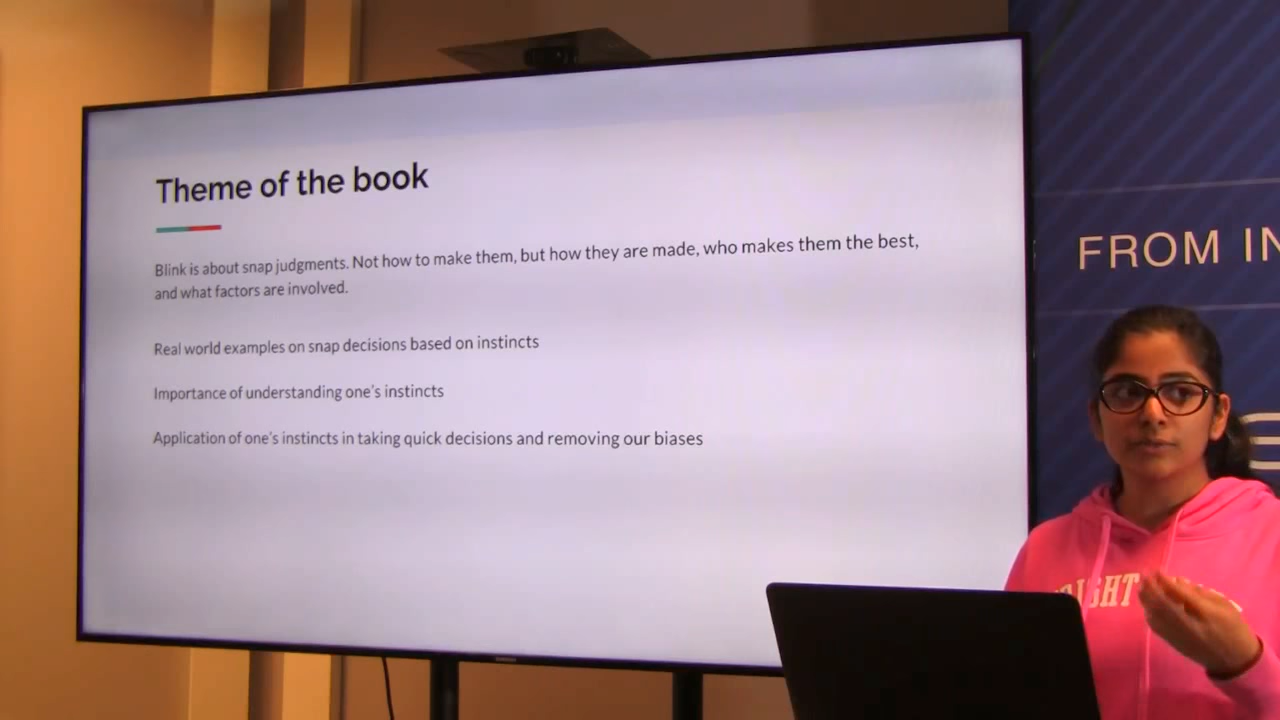 Theme of the book
Blink is about snap judgments. Not how to make them, but how they are made, who makes them the best,
and what factors are involved.
Real world examples on snap decisions based on instincts
Importance of understanding one's instincts
Application of one's instincts in taking quick decisions and removing our biases
FROM IN